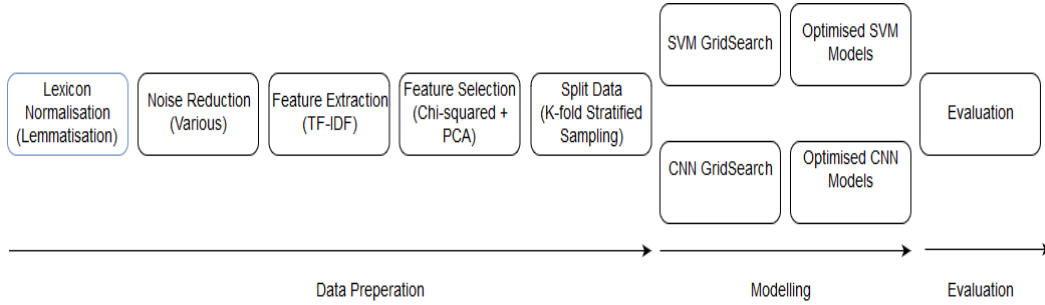 Lexicon
Normalisation
(Lemmatisation)
Noise Reduction
(Various)
Feature Extraction
(TF-IDF)
Feature Selection
(Chi-squared +
PCA)
Split Data
(K-fold Stratified
Sampling)
SVM GridSearch
Optimised SVM
Models
CNN GridSearch
Optimised CNN
Models
Evaluation
Data Preperation
Modelling
Evaluation